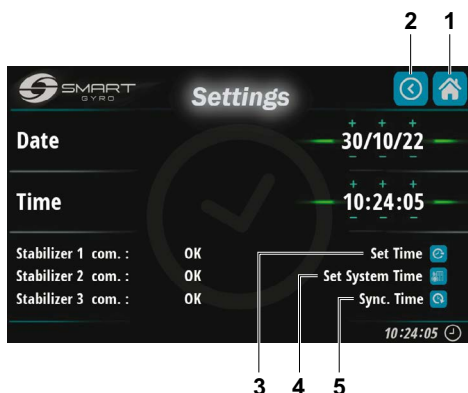 2 1
SMART GYRO
Settings
Date 30/10/22
Time 10:24:05
Stabilizer 1 com. : OK Set Time
Stabilizer 2 com. : OK Set System Time
Stabilizer 3 com. : OK Sync. Time
10:24:05
3 4 5